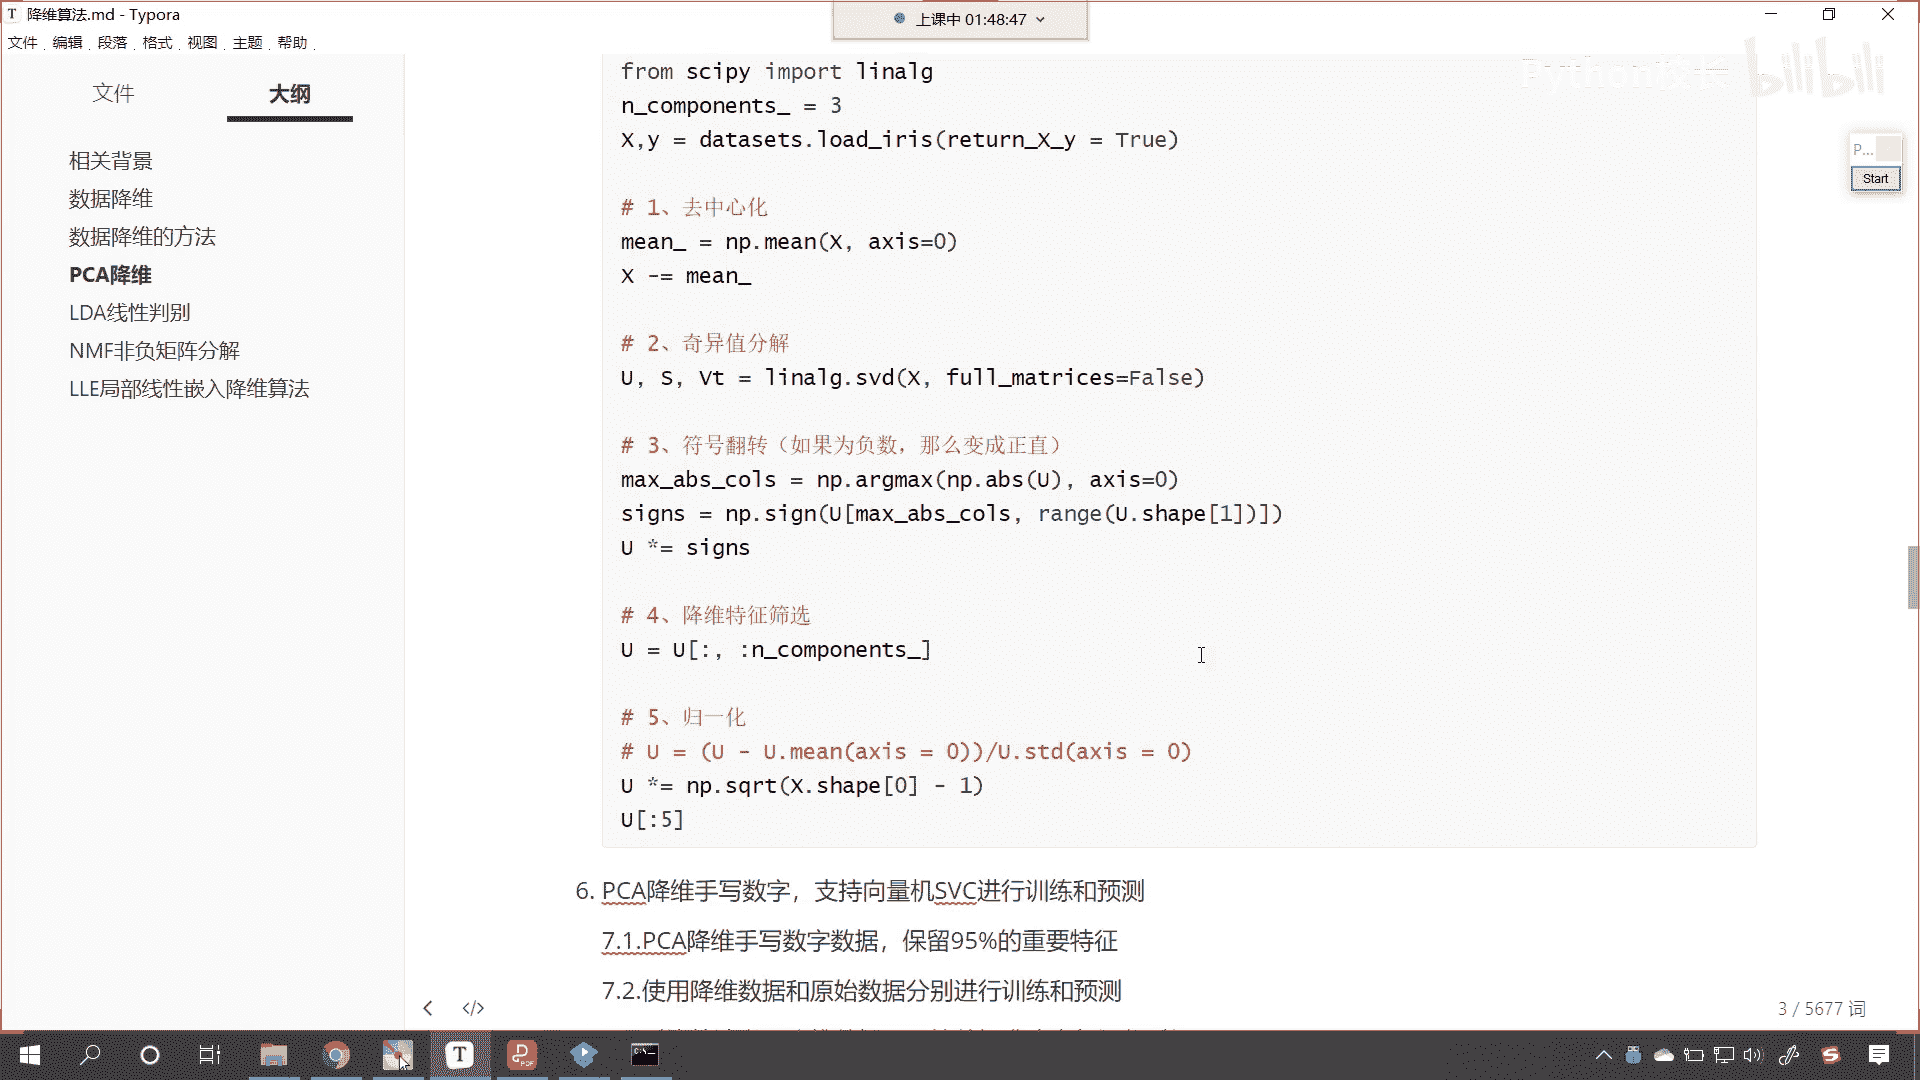 降维算法.md - Typora
上课中 01:48:47
文件 编辑 段落 格式 视图 主题 帮助
文件
大纲
相关背景
数据降维
数据降维的方法
PCA降维
LDA线性判别
NMF非负矩阵分解
LLE局部线性嵌入降维算法
from scipy import linalg
n_components_ = 3
X,y = datasets.load_iris(return_X_y = True)
# 1、去中心化
mean_ = np.mean(X, axis=0)
X -= mean_
# 2、奇异值分解
U, S, Vt = linalg.svd(X, full_matrices=False)
# 3、符号翻转（如果为负数，那么变成正直）
max_abs_cols = np.argmax(np.abs(U), axis=0)
signs = np.sign(U[max_abs_cols, range(U.shape[1])])
U *= signs
# 4、降维特征筛选
U = U[:, :n_components_]
# 5、归一化
# U = (U - U.mean(axis = 0))/U.std(axis = 0)
U *= np.sqrt(X.shape[0] - 1)
U[:5]
6. PCA降维手写数字，支持向量机SVC进行训练和预测
7.1.PCA降维手写数字数据，保留95%的重要特征
7.2.使用降维数据和原始数据分别进行训练和预测
</> 
3 / 5677 词
bilibili
P...
Start